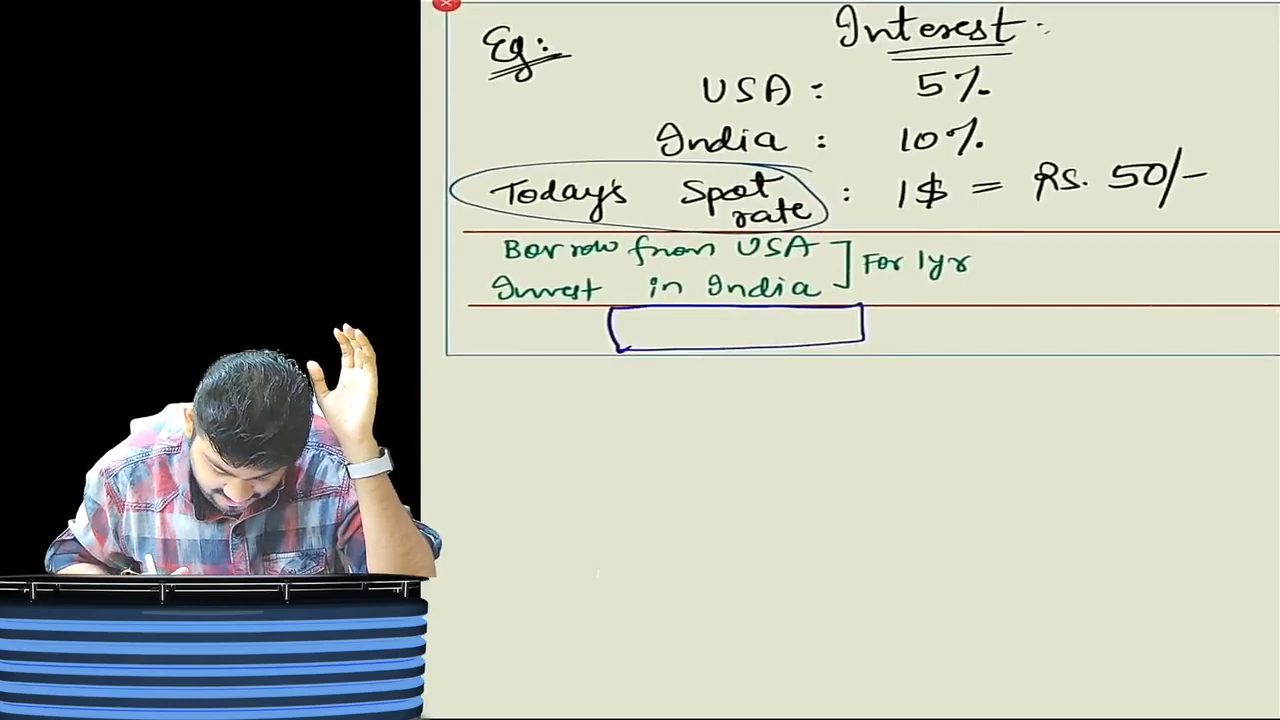 Eg: Interest:
USA : 5%
India : 10%
Today's Spot rate : 1$ = Rs. 50/-
Borrow from USA
Invest in India
For 1yr